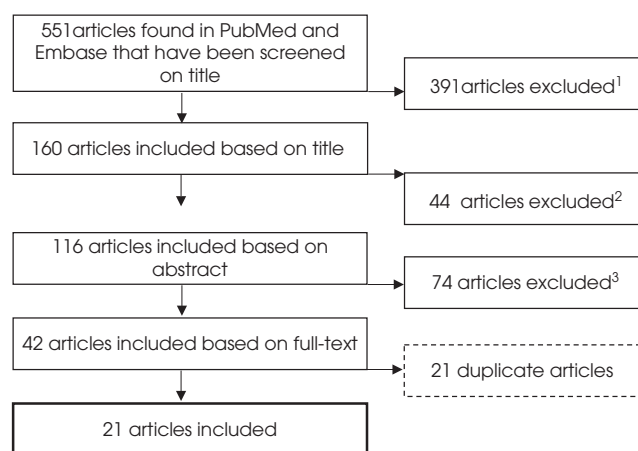 551articles found in PubMed and
Embase that have been screened
on title
391articles excluded1
160 articles included based on title
44 articles excluded2
116 articles included based on
abstract
74 articles excluded3
42 articles included based on full-text
21 duplicate articles
21 articles included